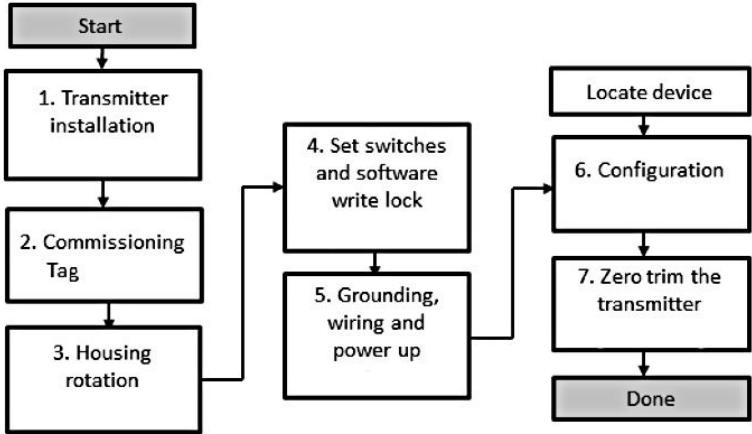 Start
1. Transmitter
installation
2. Commissioning
Tag
3. Housing
rotation
4. Set switches
and software
write lock
5. Grounding,
wiring and
power up
Locate device
6. Configuration
7. Zero trim the
transmitter
Done